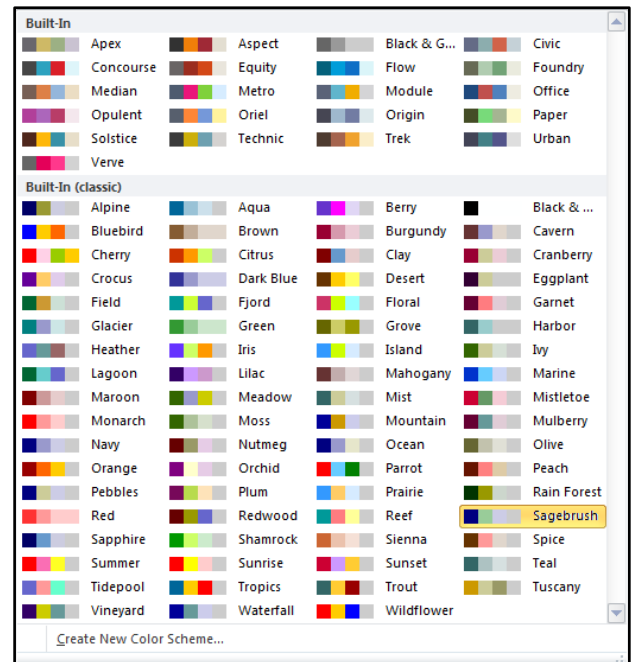 Built-In
Apex Aspect Black & G... Civic
Concourse Equity Flow Foundry
Median Metro Module Office
Opulent Oriel Origin Paper
Solstice Technic Trek Urban
Verve
Built-In (classic)
Alpine Aqua Berry Black & ...
Bluebird Brown Burgundy Cavern
Cherry Citrus Clay Cranberry
Crocus Dark Blue Desert Eggplant
Field Fjord Floral Garnet
Glacier Green Grove Harbor
Heather Iris Island Ivy
Lagoon Lilac Mahogany Marine
Maroon Meadow Mist Mistletoe
Monarch Moss Mountain Mulberry
Navy Nutmeg Ocean Olive
Orange Orchid Parrot Peach
Pebbles Plum Prairie Rain Forest
Red Redwood Reef Sagebrush
Sapphire Shamrock Sienna Spice
Summer Sunrise Sunset Teal
Tidepool Tropics Trout Tuscany
Vineyard Waterfall Wildflower
Create New Color Scheme...